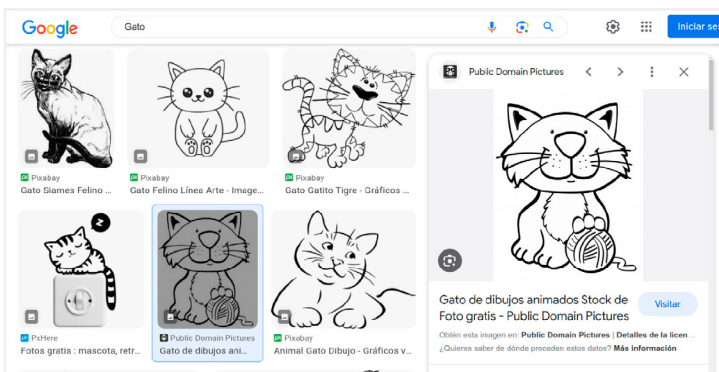 Google
Gato
Iniciar ses
Pixabay
Gato Siames Felino ...
Pixabay
Gato Felino Línea Arte - Image...
Pixabay
Gato Gatito Tigre - Gráficos ...
Z
PxHere
Fotos gratis : mascota, retr...
Public Domain Pictures
Gato de dibujos ani...
Pixabay
Animal Gato Dibujo - Gráficos v...
Public Domain Pictures
Gato de dibujos animados Stock de
Foto gratis - Public Domain Pictures
Visitar
Obtén esta imagen en: Public Domain Pictures | Detalles de la licen...
¿Quieres saber de dónde proceden estos datos? Más información